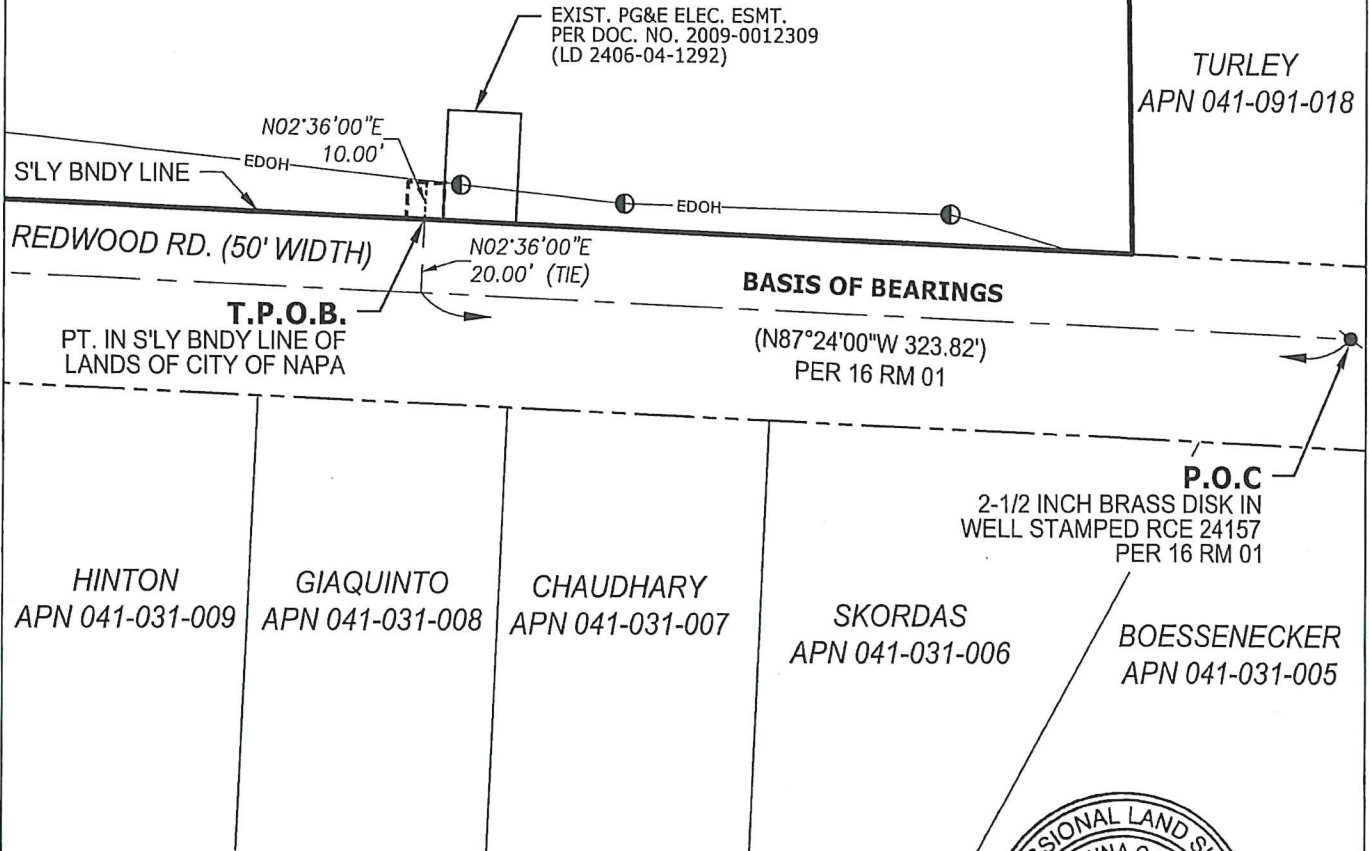 EXIST. PG&E ELEC. ESMT.
PER DOC. NO. 2009-0012309
(LD 2406-04-1292)
TURLEY
APN 041-091-018
N02°36'00"E
10.00'
EDOH
S'LY BNDY LINE
EDOH
REDWOOD RD. (50' WIDTH)
N02°36'00"E
20.00' (TIE)
BASIS OF BEARINGS
(N87°24'00"W 323.82')
PER 16 RM 01
T.P.O.B.
PT. IN S'LY BNDY LINE OF
LANDS OF CITY OF NAPA
P.O.C
2-1/2 INCH BRASS DISK IN
WELL STAMPED RCE 24157
PER 16 RM 01
HINTON
APN 041-031-009
GIAQUINTO
APN 041-031-008
CHAUDHARY
APN 041-031-007
SKORDAS
APN 041-031-006
BOESSENECKER
APN 041-031-005
SIONAL LAND